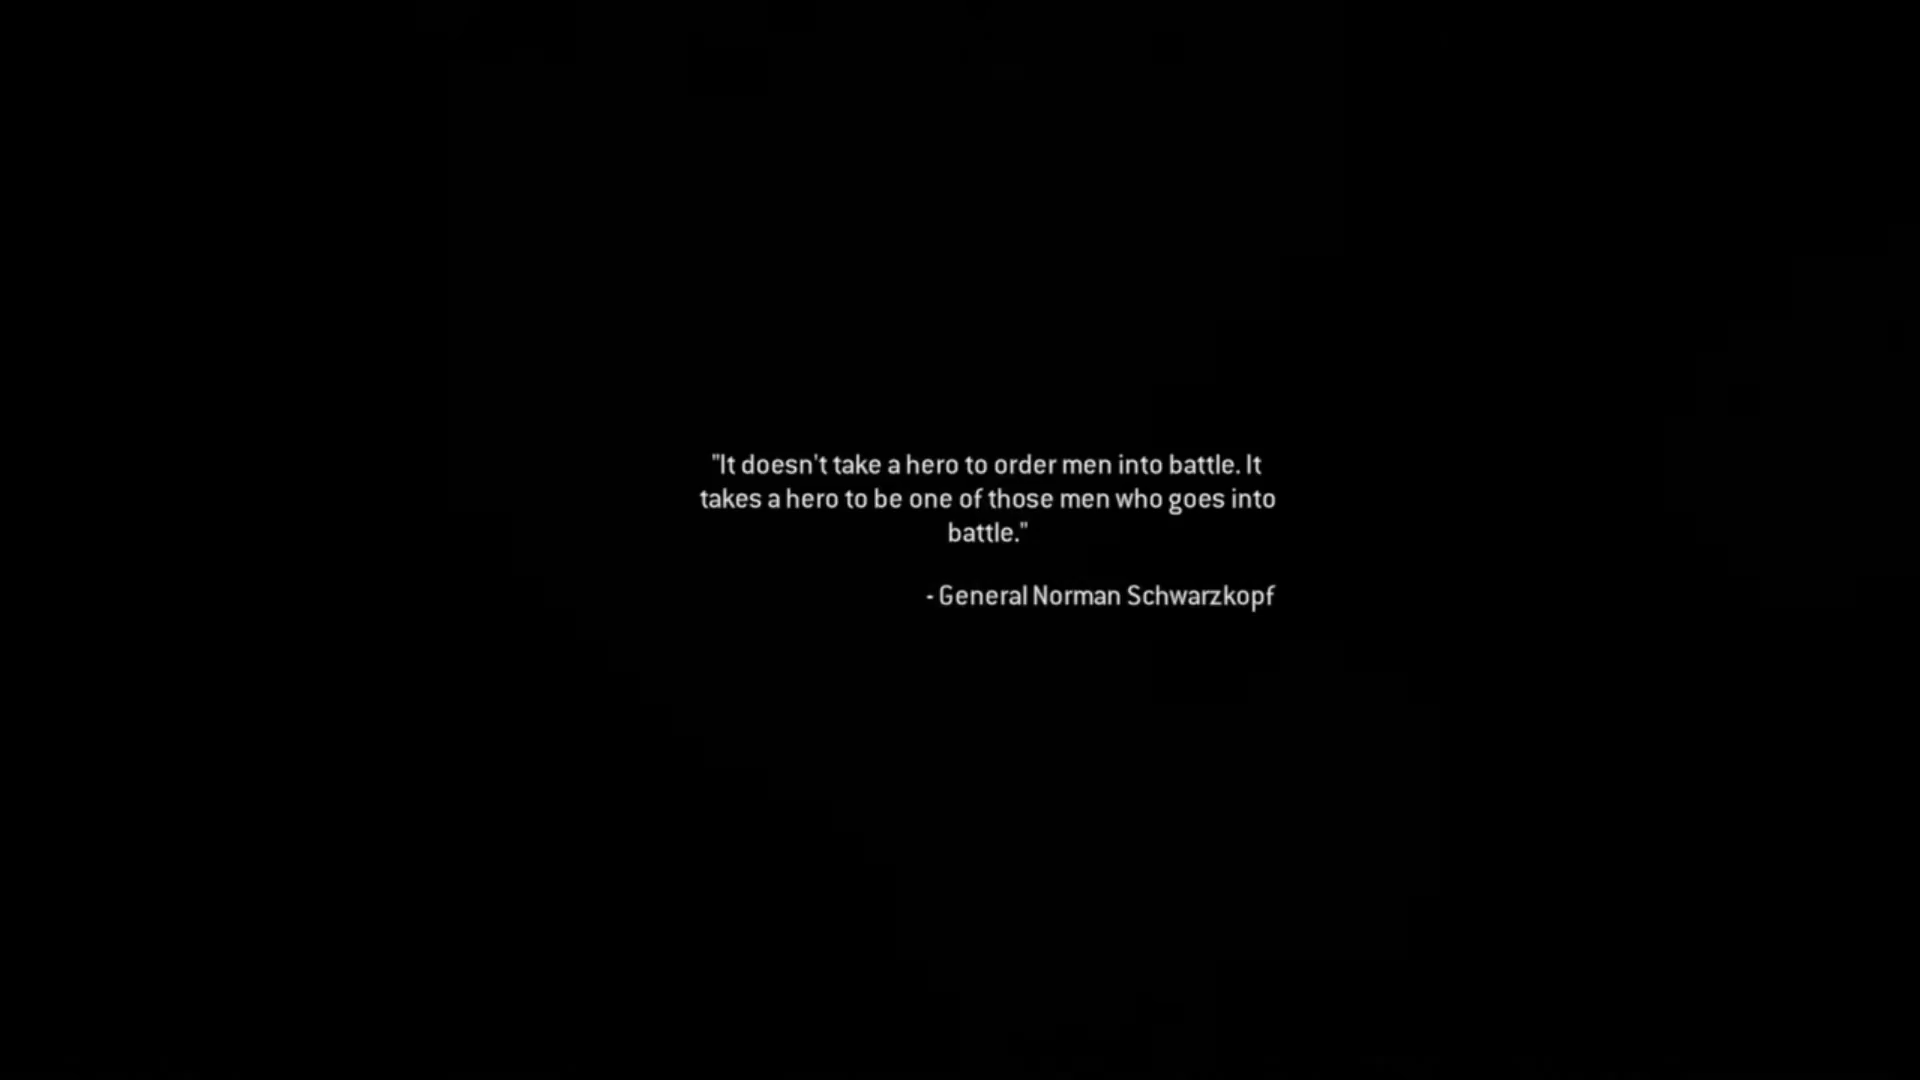 "It doesn't take a hero to order men into battle. It
takes a hero to be one of those men who goes into
battle."
- General Norman Schwarzkopf